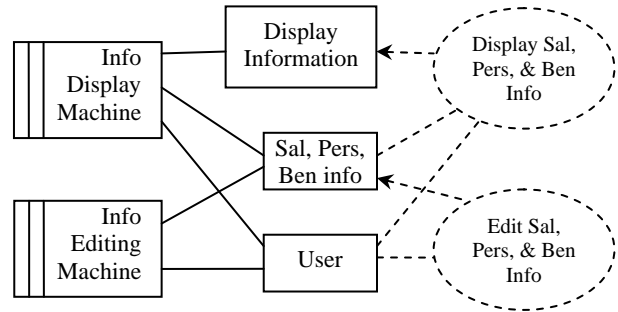 Info
Display
Machine
Display
Information
Display Sal,
Pers, & Ben
Info
Sal, Pers,
Ben info
Info
Editing
Machine
User
Edit Sal,
Pers, & Ben
Info